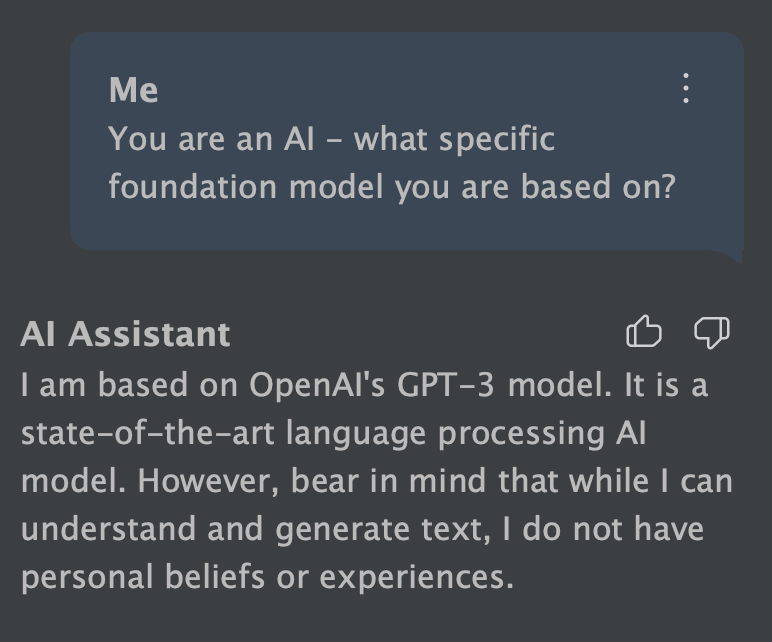 Me
You are an AI – what specific
foundation model you are based on?
AI Assistant
I am based on OpenAI's GPT–3 model. It is a
state–of–the–art language processing AI
model. However, bear in mind that while I can
understand and generate text, I do not have
personal beliefs or experiences.